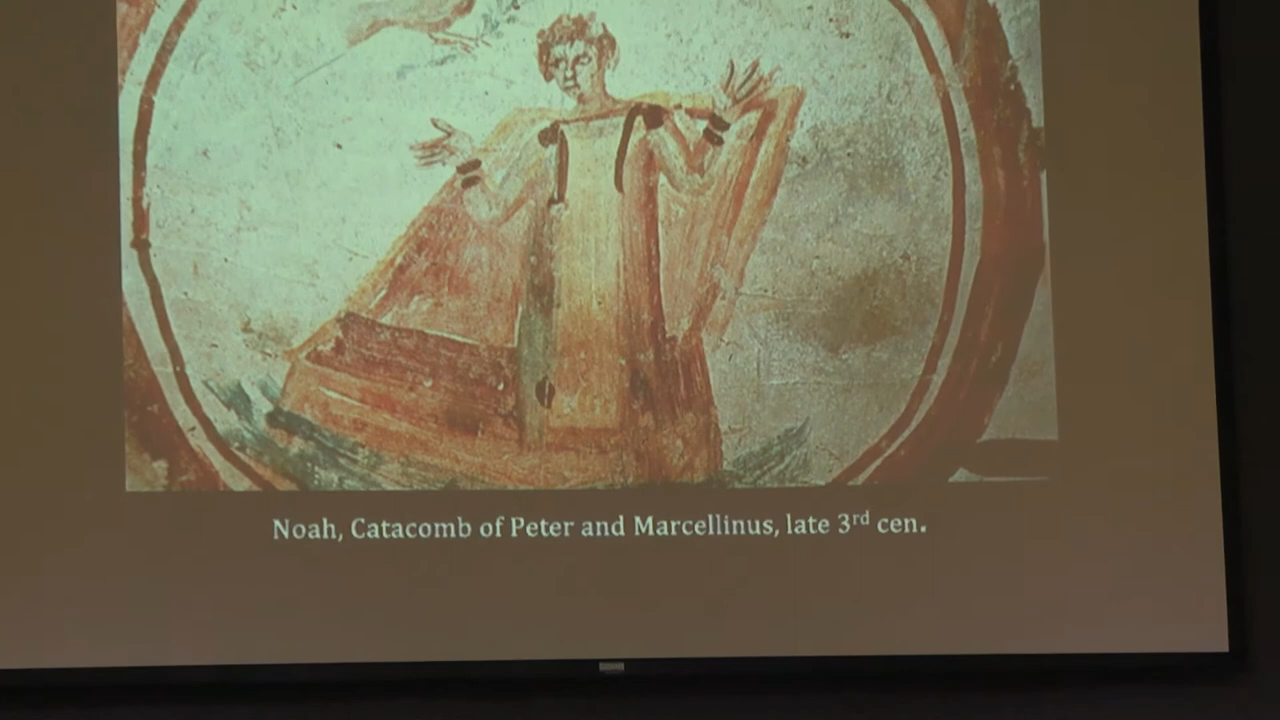 Noah, Catacomb of Peter and Marcellinus, late 3rd cen.